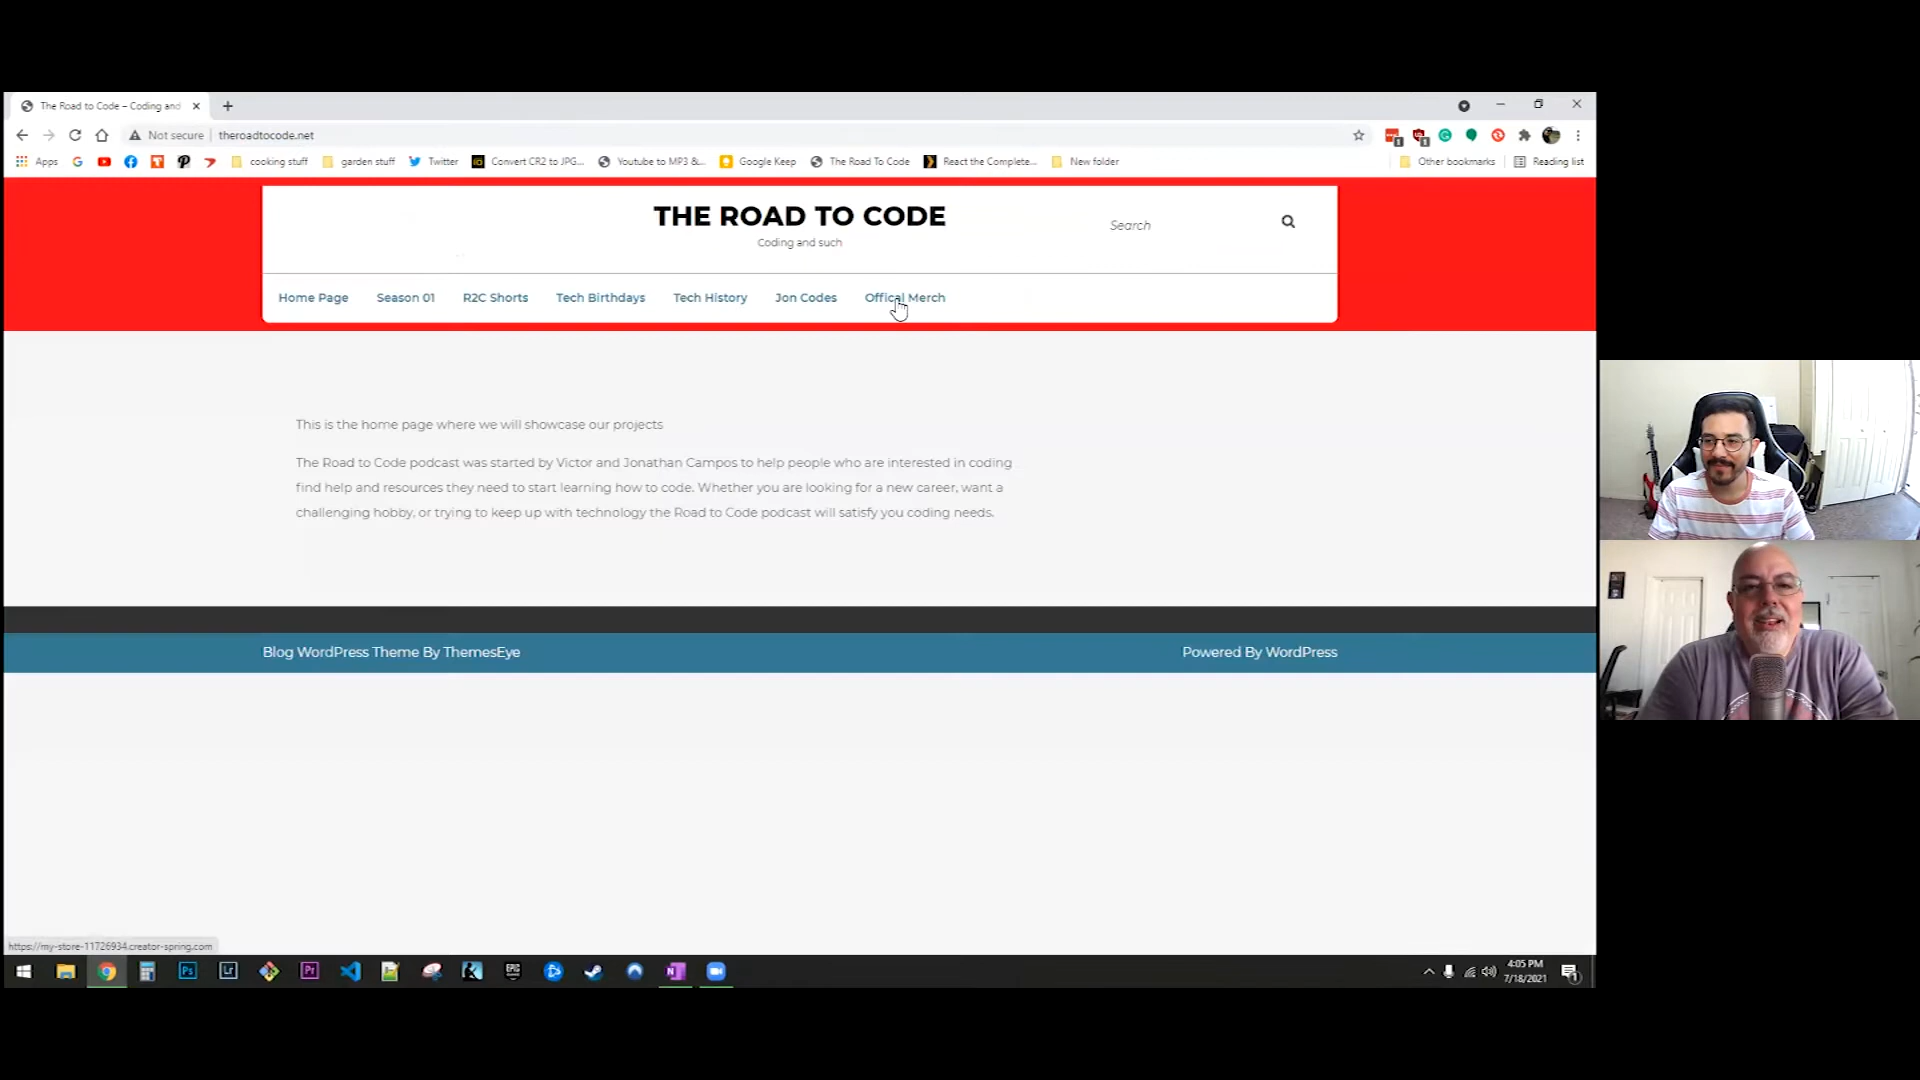 The Road to Code – Coding and
Not secure theroadtocode.net
Apps cooking stuff garden stuff Twitter Convert CR2 to JPG... Youtube to MP3 &... Google Keep The Road To Code React the Complete... New folder Other bookmarks Reading list
THE ROAD TO CODE
Coding and such
Search
Home Page Season 01 R2C Shorts Tech Birthdays Tech History Jon Codes Offical Merch
This is the home page where we will showcase our projects
The Road to Code podcast was started by Victor and Jonathan Campos to help people who are interested in coding
find help and resources they need to start learning how to code. Whether you are looking for a new career, want a
challenging hobby, or trying to keep up with technology the Road to Code podcast will satisfy you coding needs.
Blog WordPress Theme By ThemesEye Powered By WordPress
https://my-store-11726934.creator-spring.com
Ps Lr Pr EPIC N
4:05 PM
7/18/2021
1